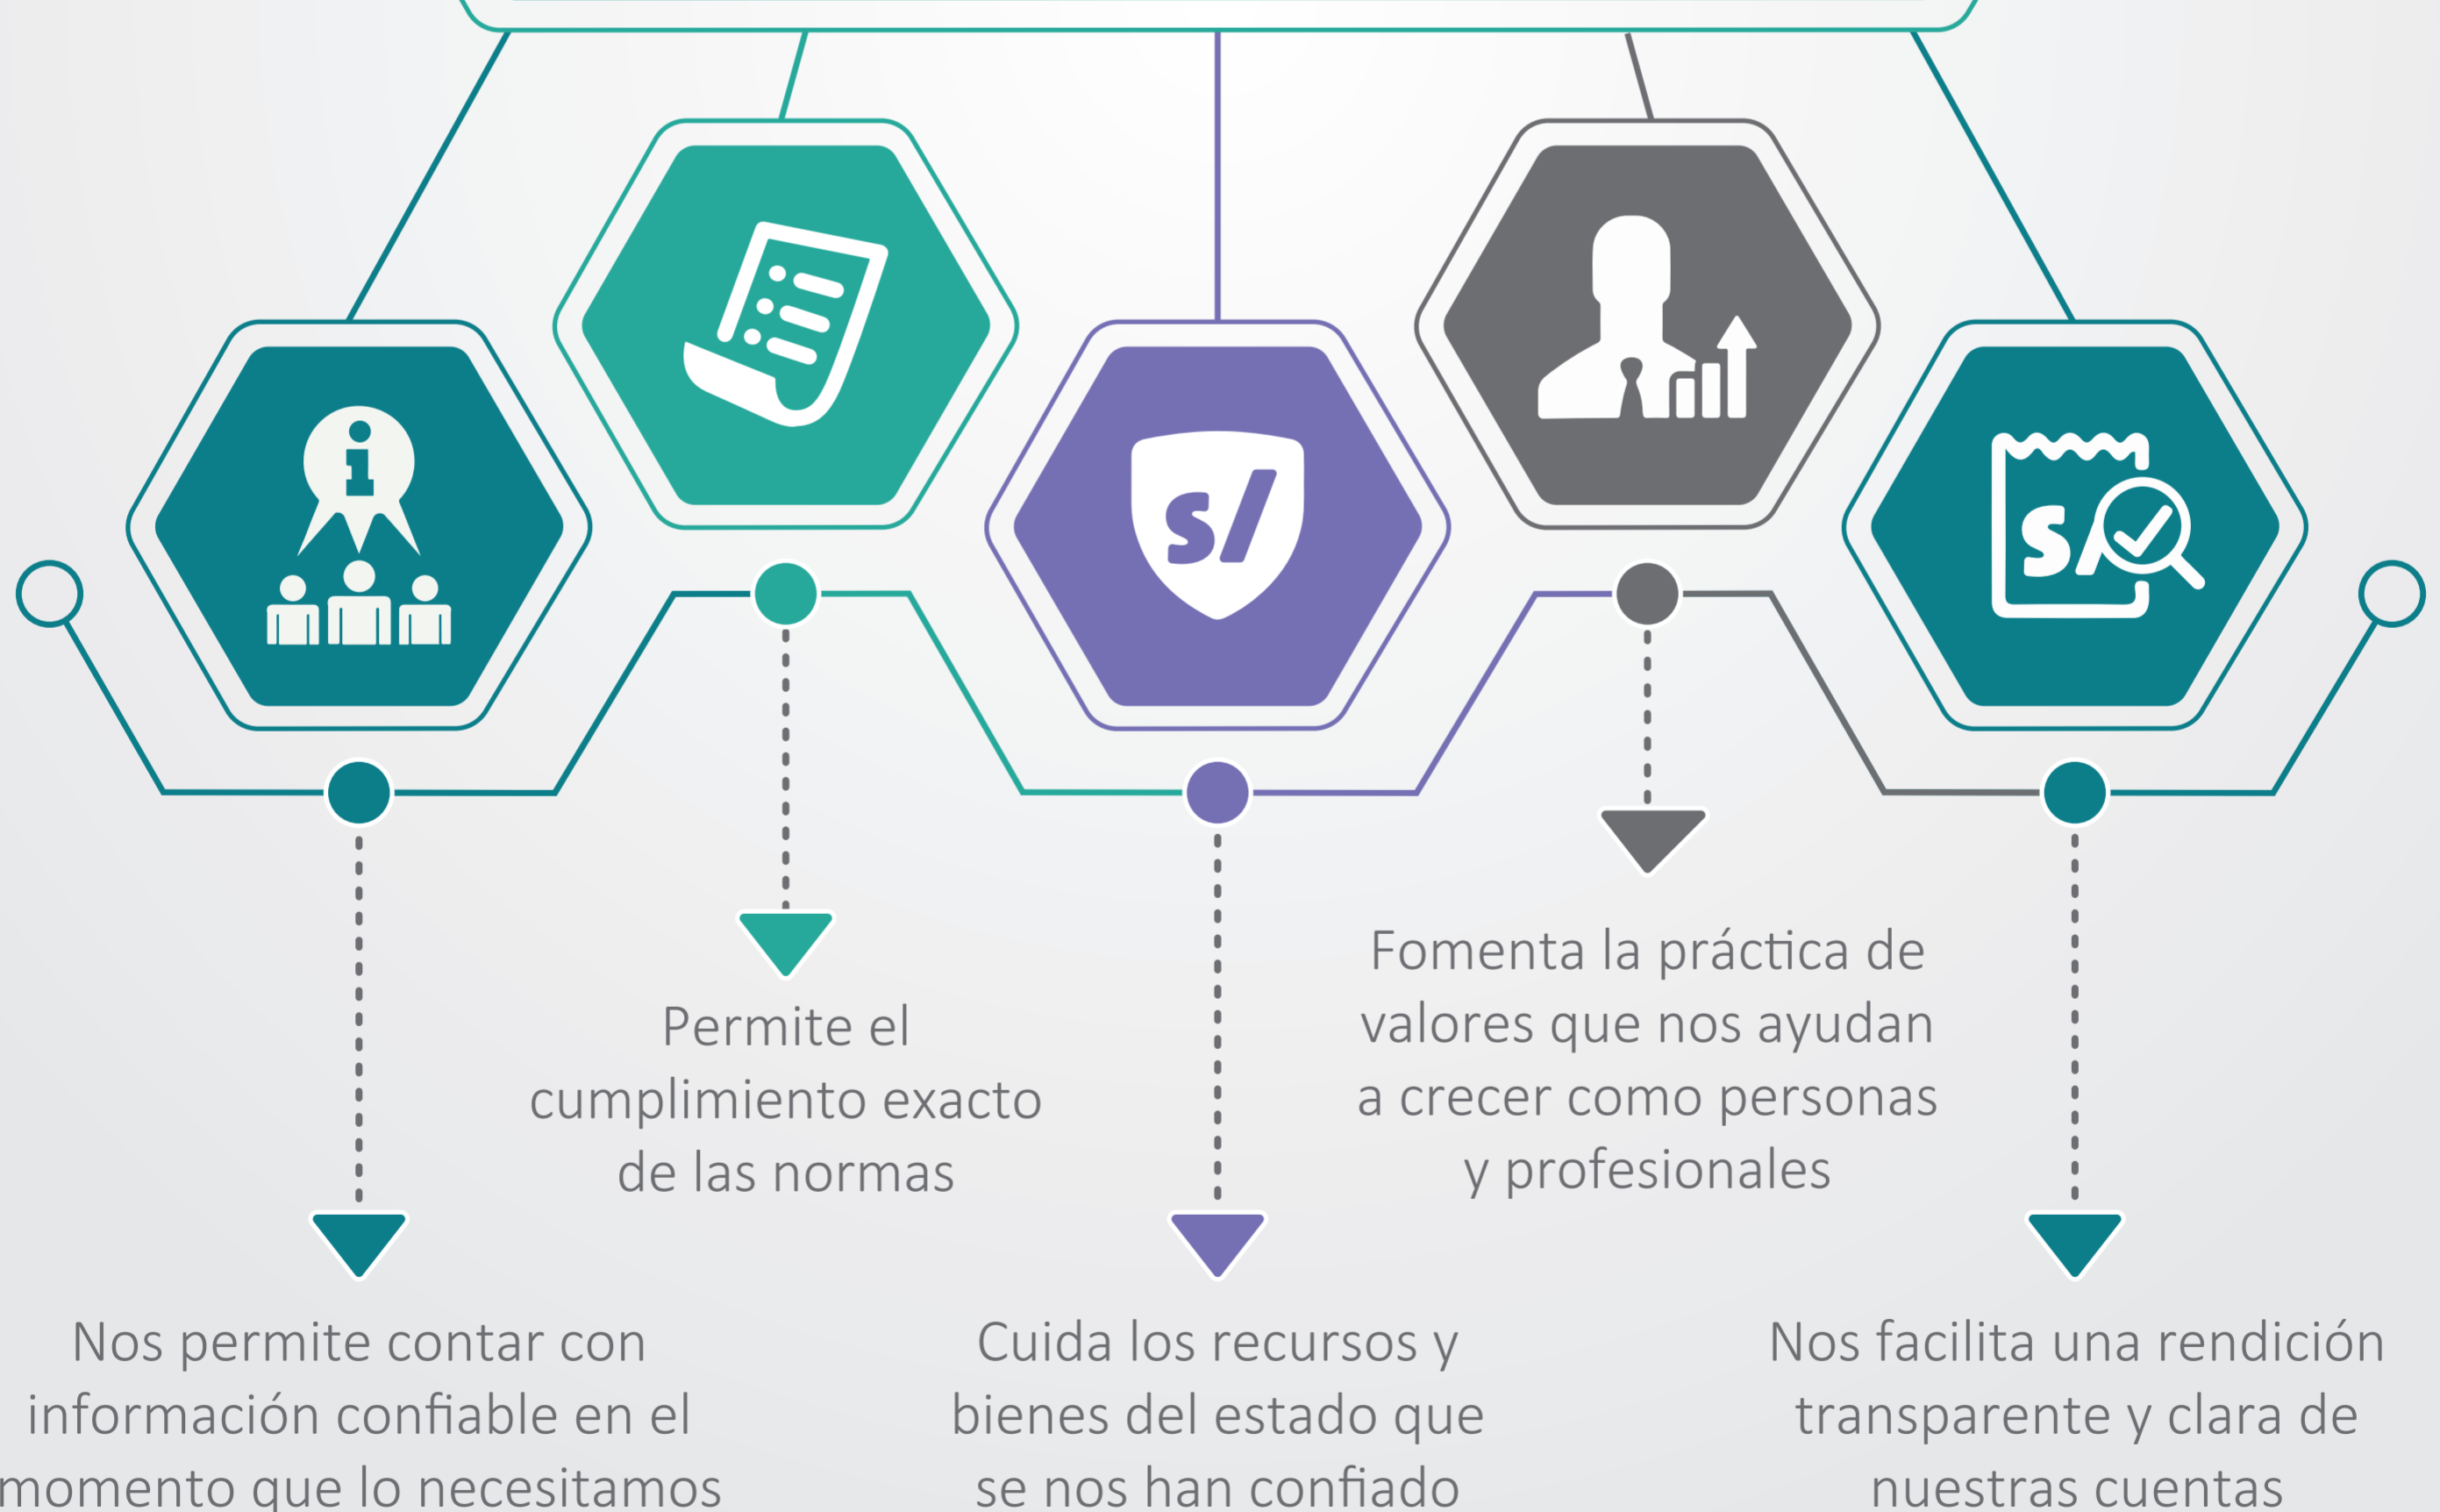 i
s/
s/
Permite el
cumplimiento exacto
de las normas
Fomenta la práctica de
valores que nos ayudan
a crecer como personas
y profesionales
Nos permite contar con
información confiable en el
momento que lo necesitamos
Cuida los recursos y
bienes del estado que
se nos han confiado
Nos facilita una rendición
transparente y clara de
nuestras cuentas